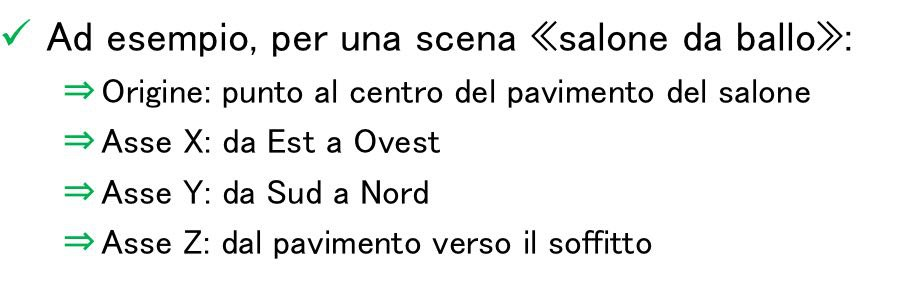 ✓ Ad esempio, per una scena 《salone da ballo》:
⇒ Origine: punto al centro del pavimento del salone
⇒ Asse X: da Est a Ovest
⇒ Asse Y: da Sud a Nord
⇒ Asse Z: dal pavimento verso il soffitto